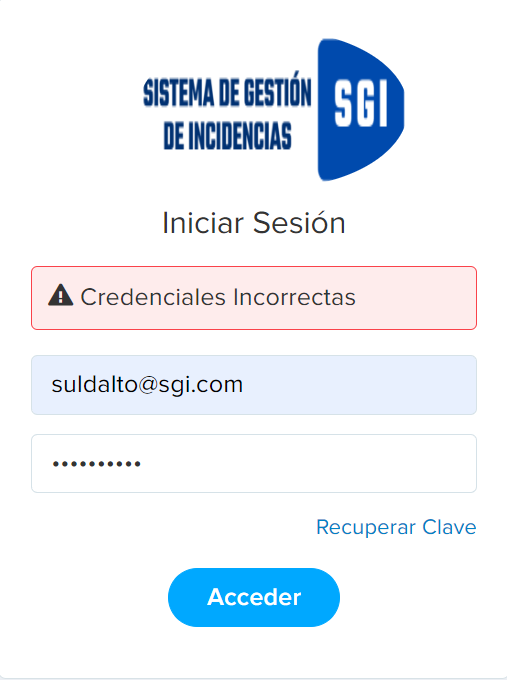 SISTEMA DE GESTIÓN
DE INCIDENCIAS
SGI
Iniciar Sesión
Credenciales Incorrectas
suldalto@sgi.com
••••••••••
Recuperar Clave
Acceder